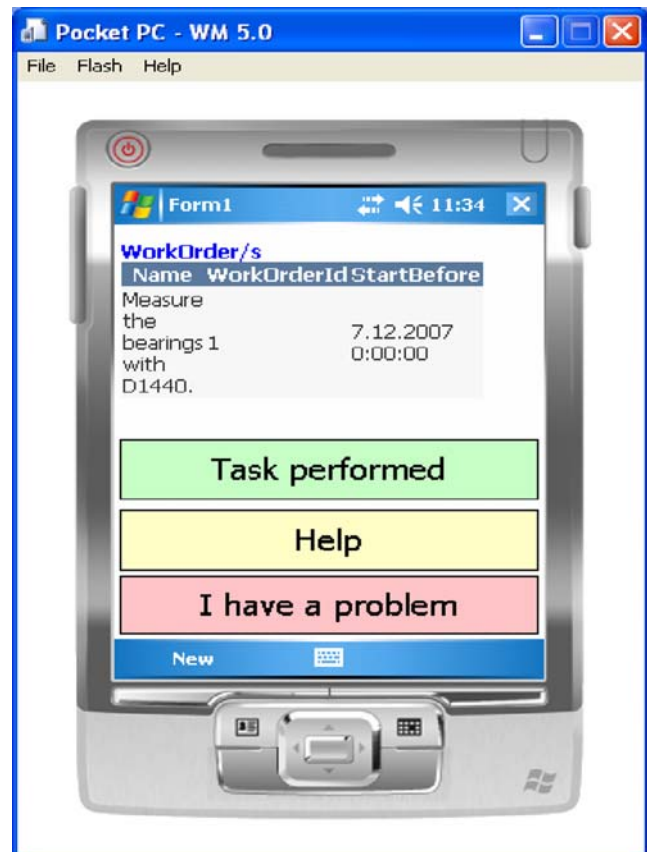 Pocket PC - WM 5.0
File Flash Help
Form1 11:34
WorkOrder/s
Name WorkOrderId StartBefore
Measure
the
bearings 1
with
D1440.
7.12.2007
0:00:00
Task performed
Help
I have a problem
New